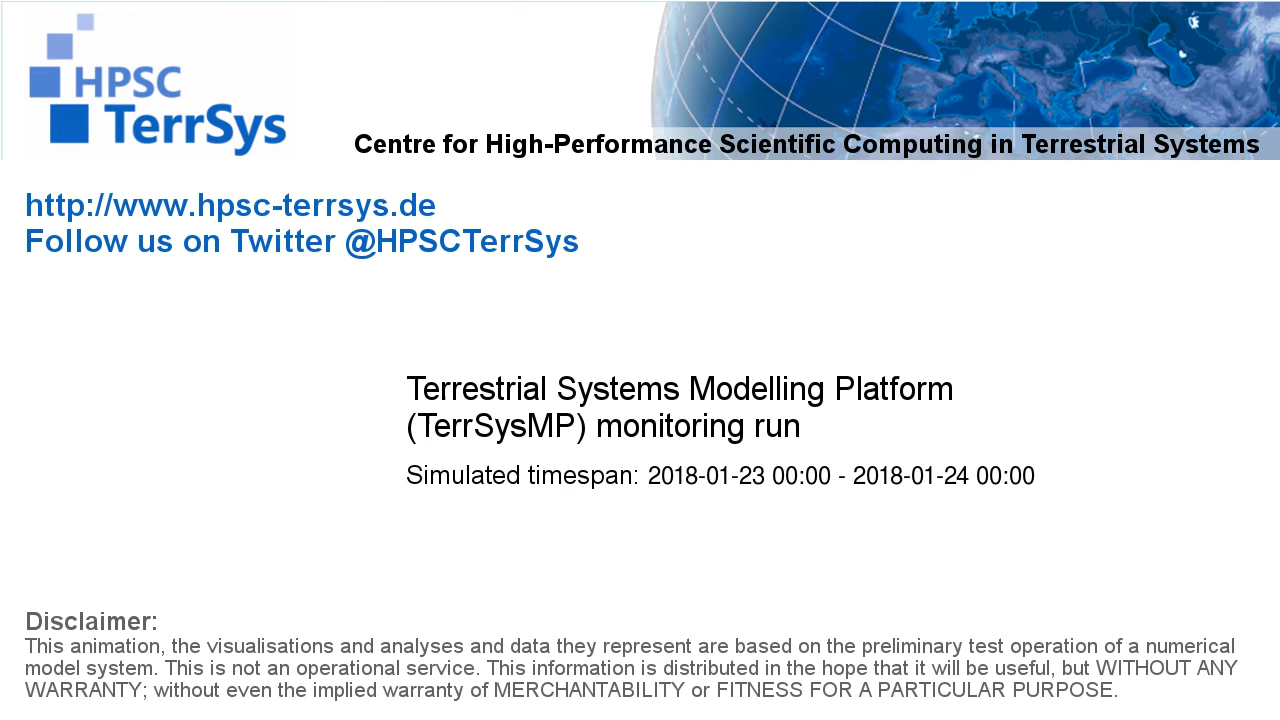 HPSC
TerrSys
Centre for High-Performance Scientific Computing in Terrestrial Systems
http://www.hpsc-terrsys.de
Follow us on Twitter @HPSCTerrSys
Terrestrial Systems Modelling Platform
(TerrSysMP) monitoring run
Simulated timespan: 2018-01-23 00:00 - 2018-01-24 00:00
Disclaimer:
This animation, the visualisations and analyses and data they represent are based on the preliminary test operation of a numerical
model system. This is not an operational service. This information is distributed in the hope that it will be useful, but WITHOUT ANY
WARRANTY; without even the implied warranty of MERCHANTABILITY or FITNESS FOR A PARTICULAR PURPOSE.